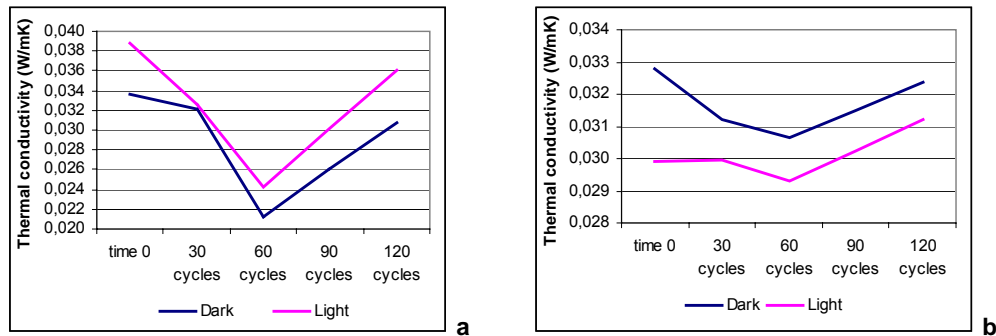 Thermal conductivity (W/mK)
0,040
0,038
0,036
0,034
0,032
0,030
0,028
0,026
0,024
0,022
0,020
time 0 30 cycles 60 cycles 90 cycles 120 cycles
Dark Light
a
Thermal conductivity (W/mK)
0,034
0,033
0,032
0,031
0,030
0,029
0,028
time 0 30 cycles 60 cycles 90 cycles 120 cycles
Dark Light
b